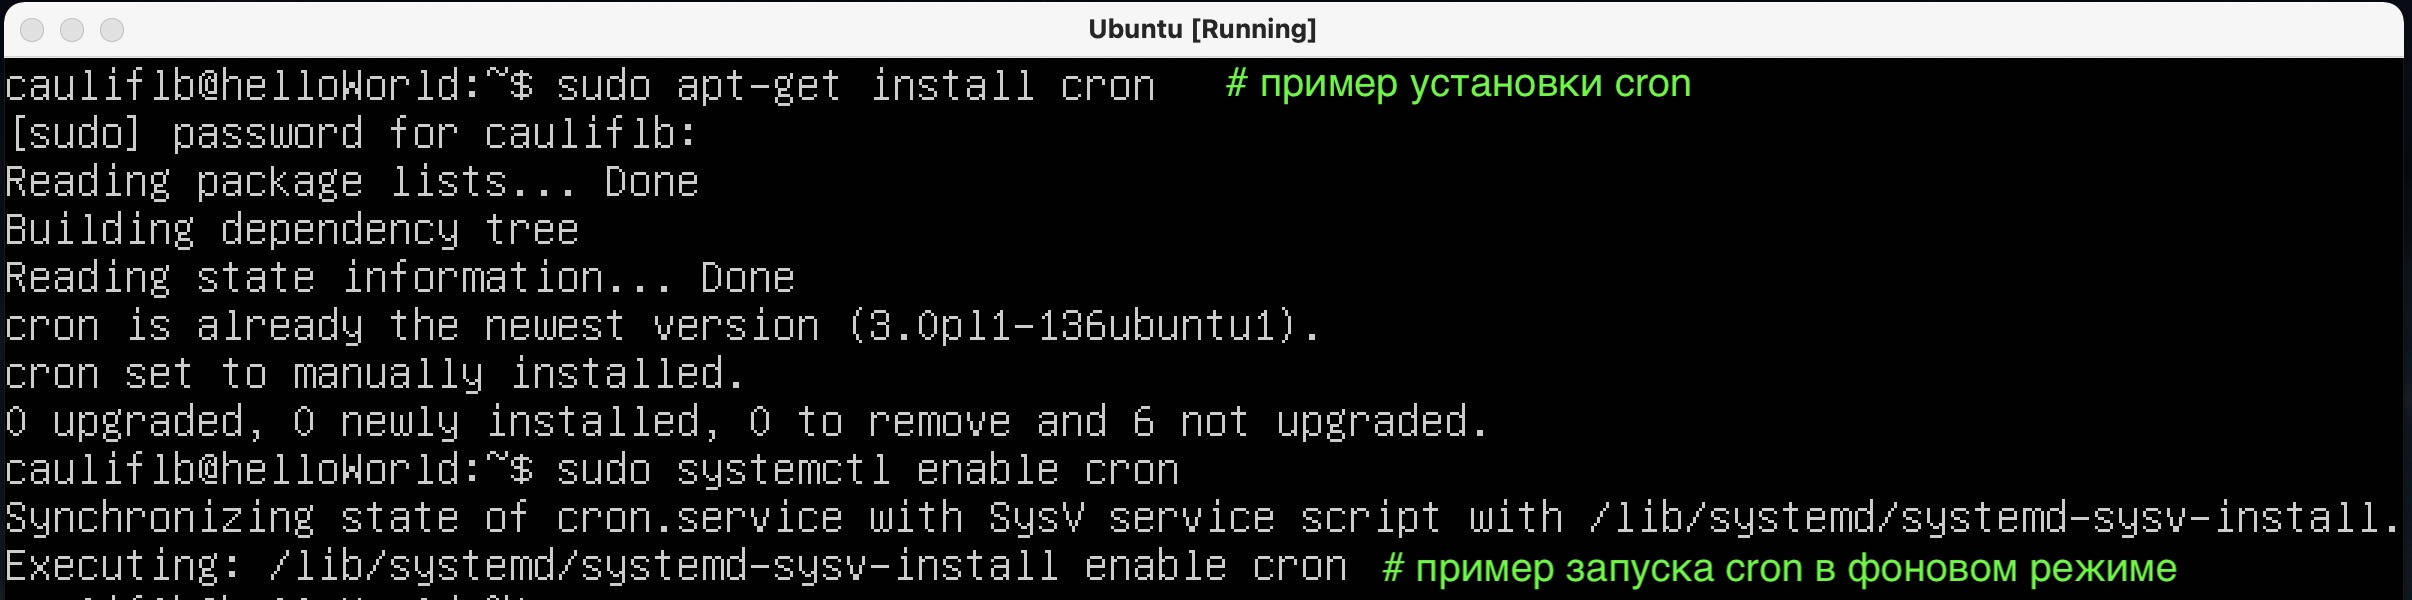 Ubuntu [Running]
cauliflb@helloWorld:~$ sudo apt-get install cron # пример установки cron
[sudo] password for cauliflb:
Reading package lists... Done
Building dependency tree
Reading state information... Done
cron is already the newest version (3.0pl1-136ubuntu1).
cron set to manually installed.
0 upgraded, 0 newly installed, 0 to remove and 6 not upgraded.
cauliflb@helloWorld:~$ sudo systemctl enable cron
Synchronizing state of cron.service with SysV service script with /lib/systemd/systemd-sysv-install.
Executing: /lib/systemd/systemd-sysv-install enable cron # пример запуска cron в фоновом режиме